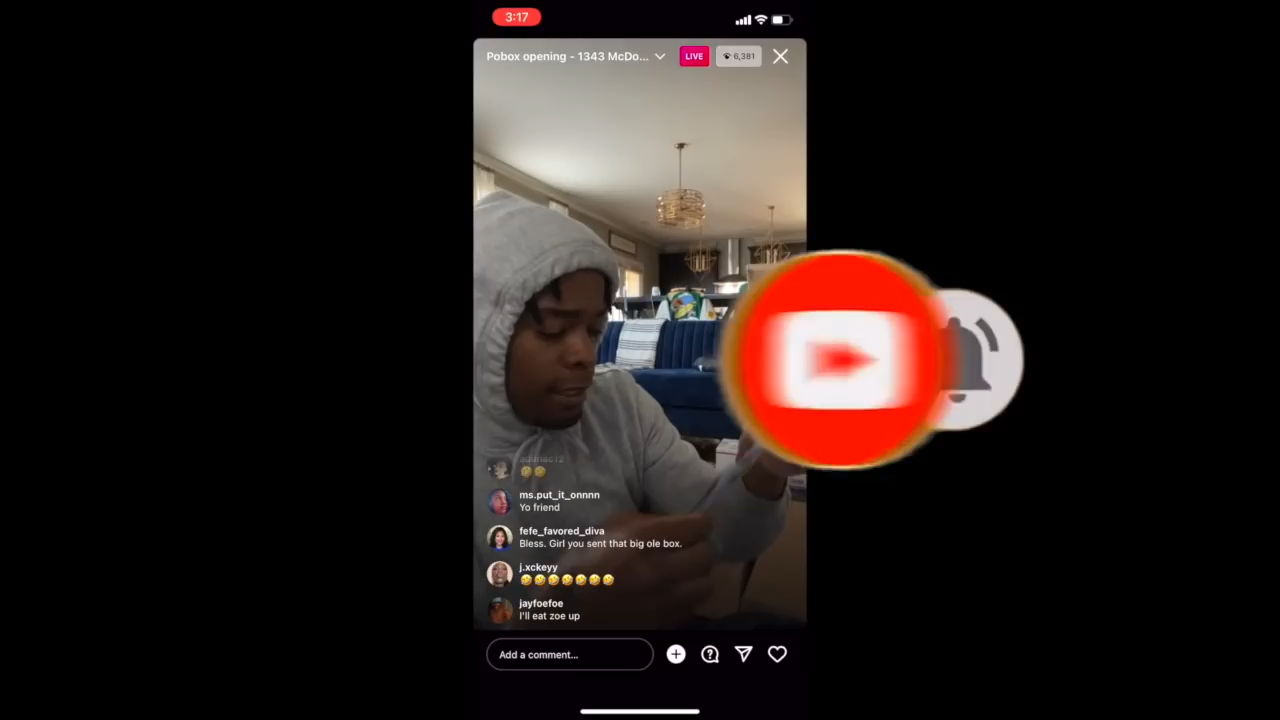 3:17
Pobox opening - 1343 McDo...
LIVE
6,381
ms.put_it_onnnn
Yo friend
fefe_favored_diva
Bless. Girl you sent that big ole box.
j.xckeyy
🤣🤣🤣🤣🤣🤣🤣
jayfoefoe
I'll eat zoe up
Add a comment...